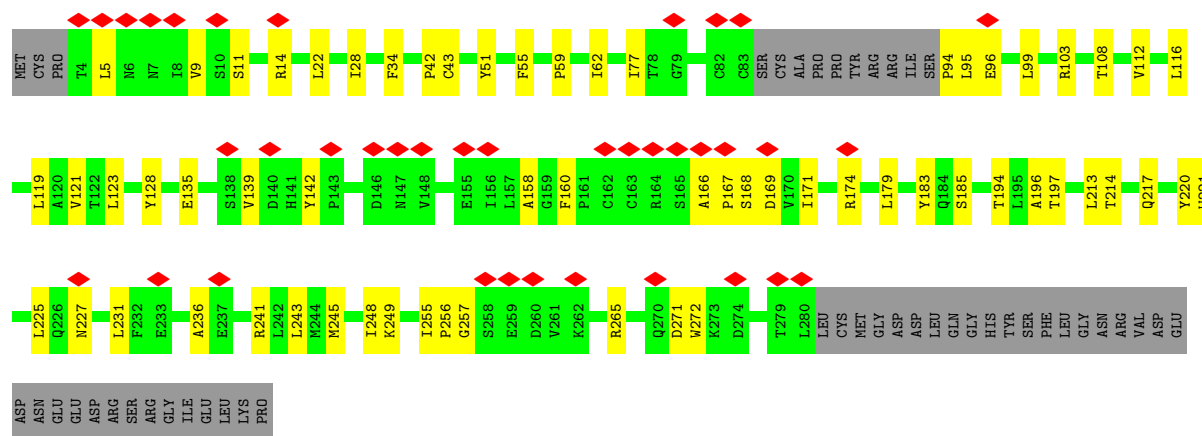 MET CYS PRO T4 L5 N6 N7 I8 V9 S10 S11 R14 L22 I28 F34 P42 C43 Y51 F55 P59 I62 I77 T78 G79 C82 C83 SER CYS ALA PRO PRO TYR ARG ARG ILE SER P94 L95 E96 L99 R103 T108 V112 L116
L119 A120 V121 T122 L123 Y128 E135 S138 V139 D140 H141 Y142 P143 D146 N147 V148 E155 I156 L157 A158 G159 F160 P161 C162 C163 R164 S165 A166 P167 S168 D169 V170 I171 R174 L179 Y183 Q184 S185 T194 L195 A196 T197 L213 T214 Q217 Y220
L225 Q226 N227 L231 F232 E233 A236 E237 R241 L242 L243 M244 M245 I248 K249 I255 P256 G257 S258 E259 D260 V261 K262 R265 Q270 D271 W272 K273 D274 T279 L280 LEU CYS MET GLY ASP ASP LEU GLN GLY HIS TYR SER PHE LEU GLY ASN ARG VAL ASP GLU
ASP ASN GLU GLU ASP ARG SER ARG GLY ILE GLU LEU LYS PRO